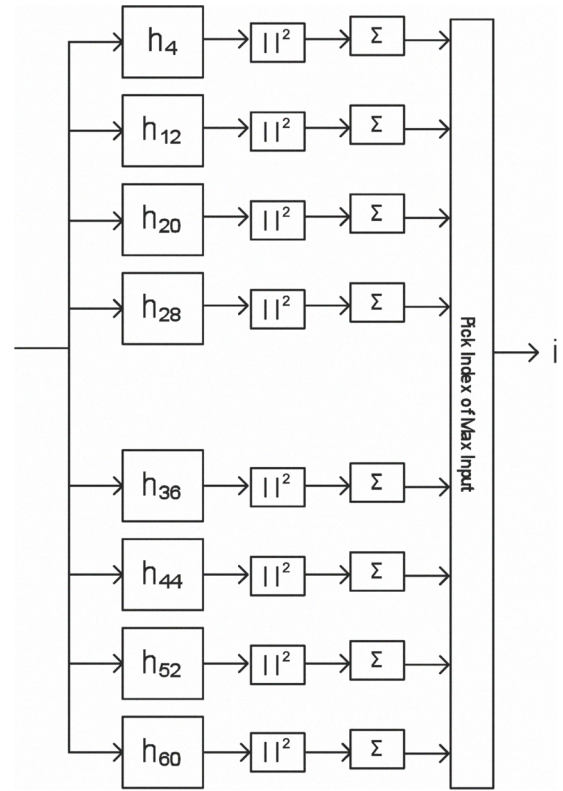 h4 ||2 Σ
h12 ||2 Σ
h20 ||2 Σ
h28 ||2 Σ
Pick Index of Max Input
i
h36 ||2 Σ
h44 ||2 Σ
h52 ||2 Σ
h60 ||2 Σ